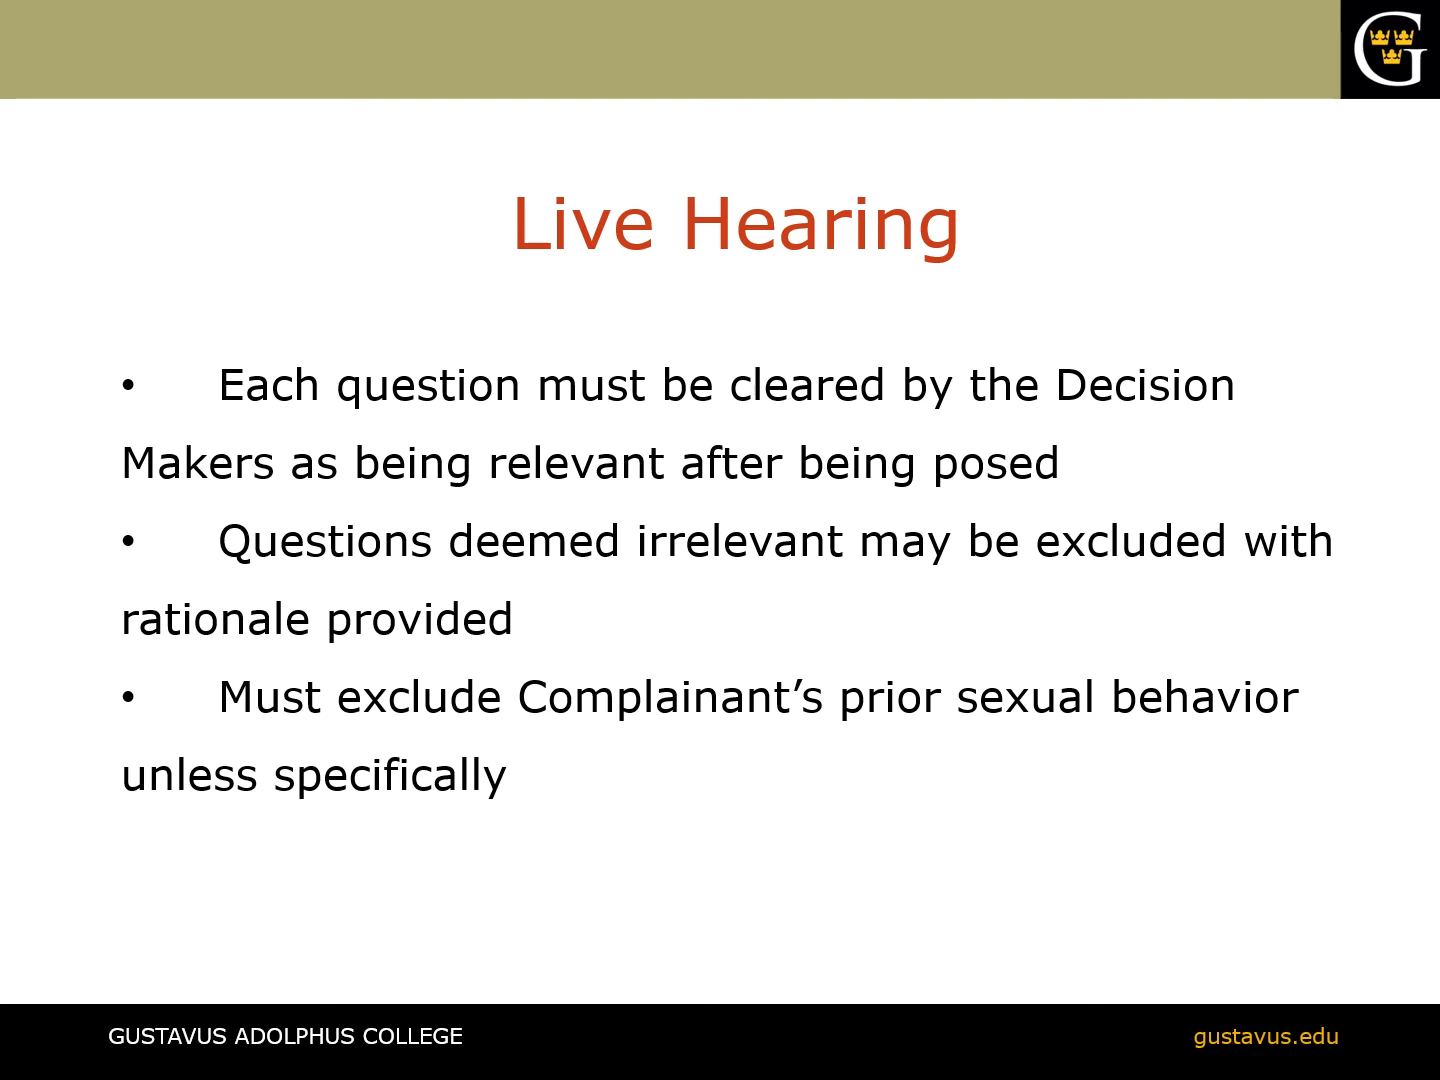 G
Live Hearing
• Each question must be cleared by the Decision
Makers as being relevant after being posed
• Questions deemed irrelevant may be excluded with
rationale provided
• Must exclude Complainant’s prior sexual behavior
unless specifically
GUSTAVUS ADOLPHUS COLLEGE
gustavus.edu